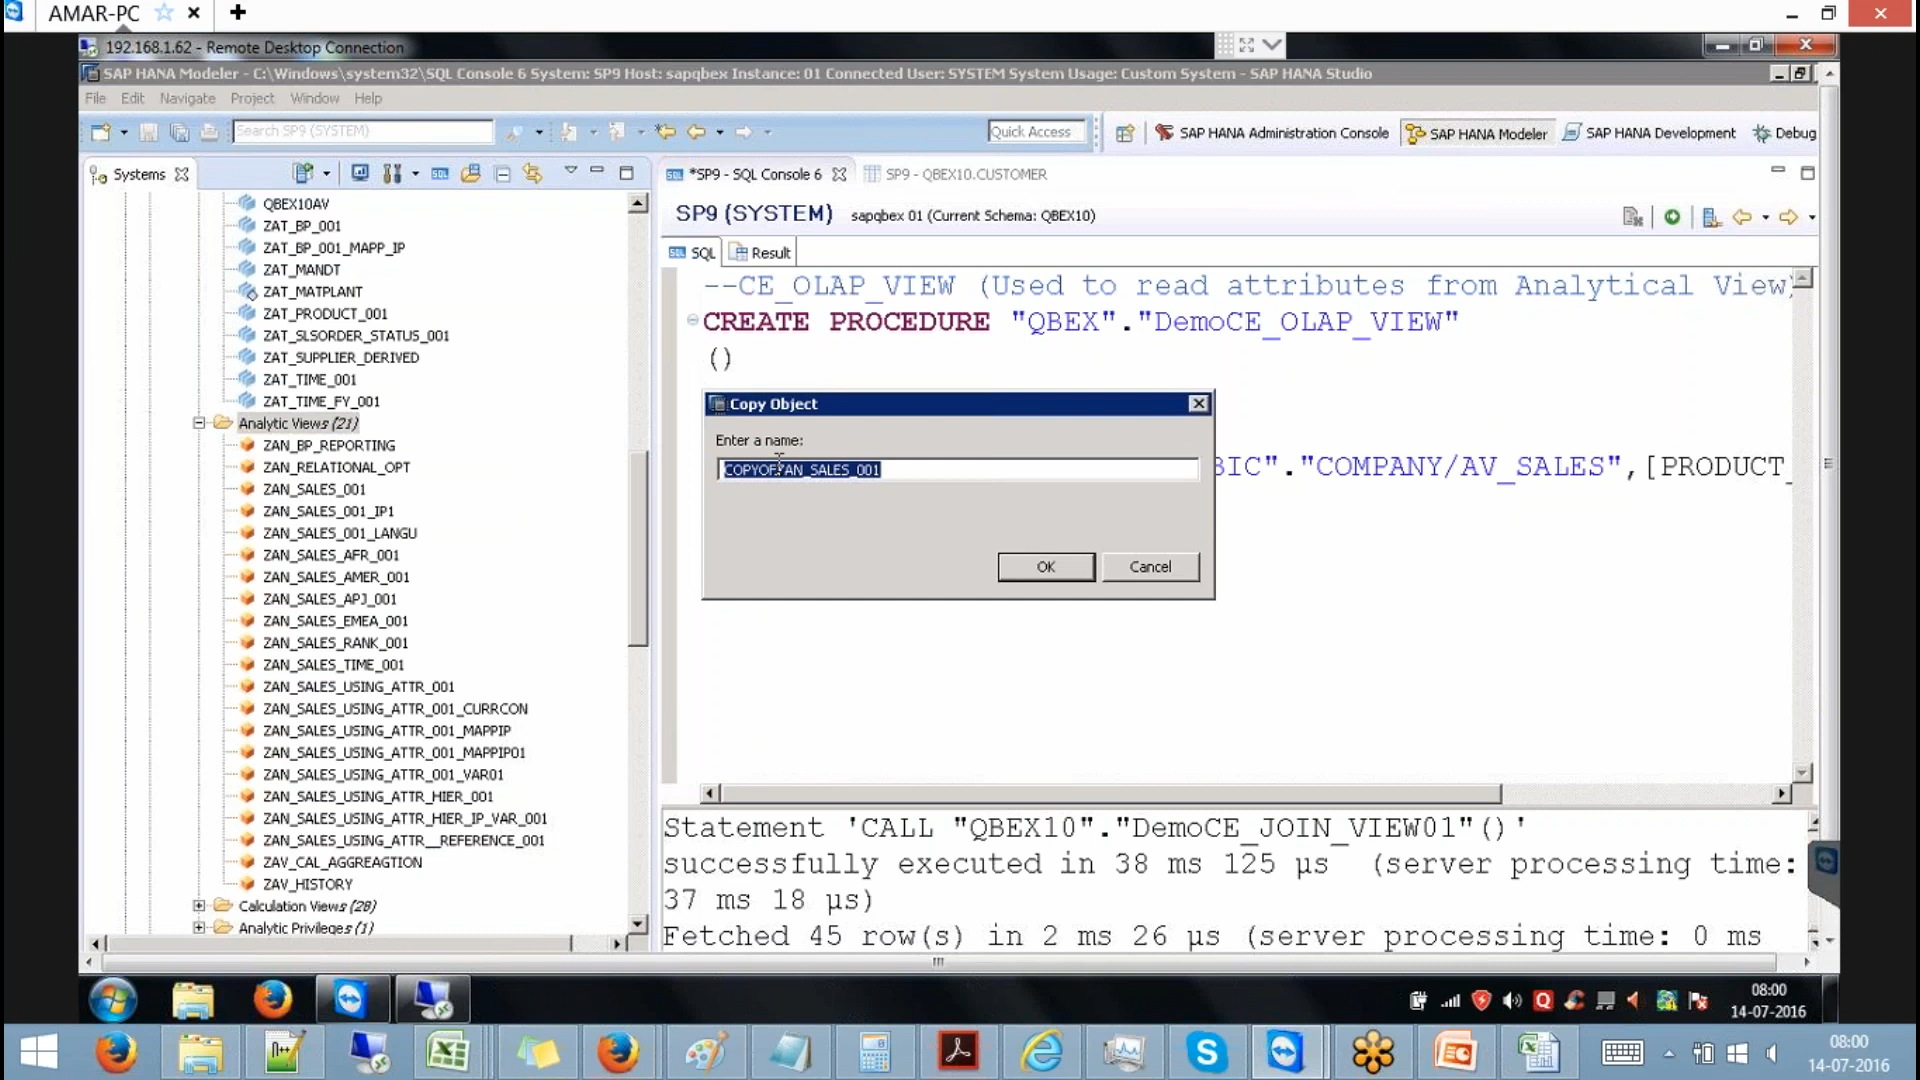 AMAR-PC
192.168.1.62 - Remote Desktop Connection
SAP HANA Modeler - C:\Windows\system32\SQL Console 6 System: SP9 Host: sapqbex Instance: 01 Connected User: SYSTEM System Usage: Custom System - SAP HANA Studio
File Edit Navigate Project Window Help
Search SP9 (SYSTEM)
Quick Access
SAP HANA Administration Console
SAP HANA Modeler
SAP HANA Development
Debug
Systems
*SP9 - SQL Console 6
SP9 - QBEX10.CUSTOMER
QBEX10AV
ZAT_BP_001
ZAT_BP_001_MAPP_IP
ZAT_MANDT
ZAT_MATPLANT
ZAT_PRODUCT_001
ZAT_SLSORDER_STATUS_001
ZAT_SUPPLIER_DERIVED
ZAT_TIME_001
ZAT_TIME_FY_001
Analytic Views (21)
ZAN_BP_REPORTING
ZAN_RELATIONAL_OPT
ZAN_SALES_001
ZAN_SALES_001_IP1
ZAN_SALES_001_LANGU
ZAN_SALES_AFR_001
ZAN_SALES_AMER_001
ZAN_SALES_APJ_001
ZAN_SALES_EMEA_001
ZAN_SALES_RANK_001
ZAN_SALES_TIME_001
ZAN_SALES_USING_ATTR_001
ZAN_SALES_USING_ATTR_001_CURRCON
ZAN_SALES_USING_ATTR_001_MAPPIP
ZAN_SALES_USING_ATTR_001_MAPPIP01
ZAN_SALES_USING_ATTR_001_VAR01
ZAN_SALES_USING_ATTR_HIER_001
ZAN_SALES_USING_ATTR_HIER_IP_VAR_001
ZAN_SALES_USING_ATTR__REFERENCE_001
ZAV_CAL_AGGREAGTION
ZAV_HISTORY
Calculation Views (28)
Analytic Privileges (1)
SP9 (SYSTEM) sapqbex 01 (Current Schema: QBEX10)
SQL Result
--CE_OLAP_VIEW (Used to read attributes from Analytical View)
CREATE PROCEDURE "QBEX"."DemoCE_OLAP_VIEW"
()
BIC"."COMPANY/AV_SALES",[PRODUCT_
Copy Object
Enter a name:
COPYOFZAN_SALES_001
OK Cancel
Statement 'CALL "QBEX10"."DemoCE_JOIN_VIEW01"()'
successfully executed in 38 ms 125 µs (server processing time:
37 ms 18 µs)
Fetched 45 row(s) in 2 ms 26 µs (server processing time: 0 ms
08:00
14-07-2016
08:00
14-07-2016